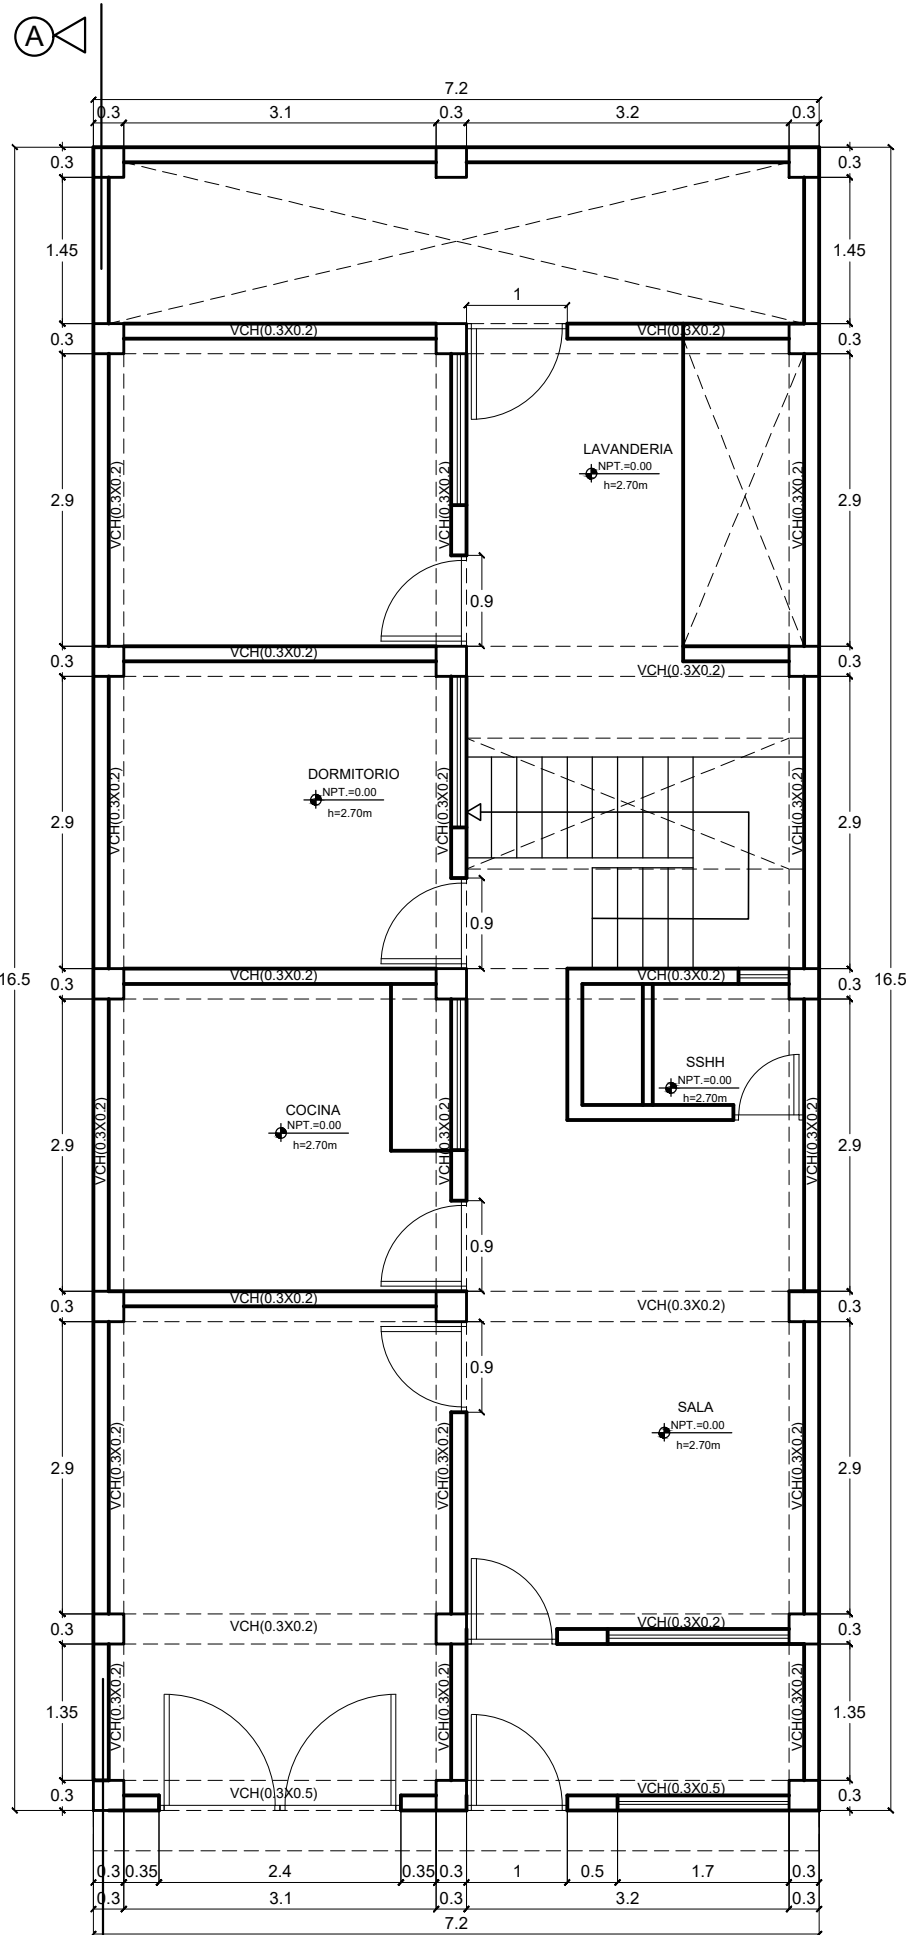 A
7.2
0.3 3.1 0.3 3.2 0.3
0.3 0.3
1.45 1.45
1
0.3 VCH(0.3X0.2) VCH(0.3X0.2) 0.3
LAVANDERIA
NPT.=0.00
h=2.70m
2.9 VCH(0.3X0.2) VCH(0.3X0.2) VCH(0.3X0.2) 2.9
0.9
0.3 VCH(0.3X0.2) VCH(0.3X0.2) 0.3
DORMITORIO
NPT.=0.00
h=2.70m
2.9 VCH(0.3X0.2) VCH(0.3X0.2) VCH(0.3X0.2) 2.9
0.9
16.5 0.3 VCH(0.3X0.2) VCH(0.3X0.2) 0.3 16.5
SSHH
NPT.=0.00
h=2.70m
COCINA
NPT.=0.00
h=2.70m
2.9 VCH(0.3X0.2) VCH(0.3X0.2) VCH(0.3X0.2) 2.9
0.9
0.3 VCH(0.3X0.2) VCH(0.3X0.2) 0.3
0.9
SALA
NPT.=0.00
h=2.70m
2.9 VCH(0.3X0.2) VCH(0.3X0.2) VCH(0.3X0.2) 2.9
0.3 VCH(0.3X0.2) VCH(0.3X0.2) 0.3
1.35 VCH(0.3X0.2) VCH(0.3X0.2) VCH(0.3X0.2) 1.35
0.3 VCH(0.3X0.5) VCH(0.3X0.5) 0.3
0.3 0.35 2.4 0.35 0.3 1 0.5 1.7 0.3
0.3 3.1 0.3 3.2 0.3
7.2